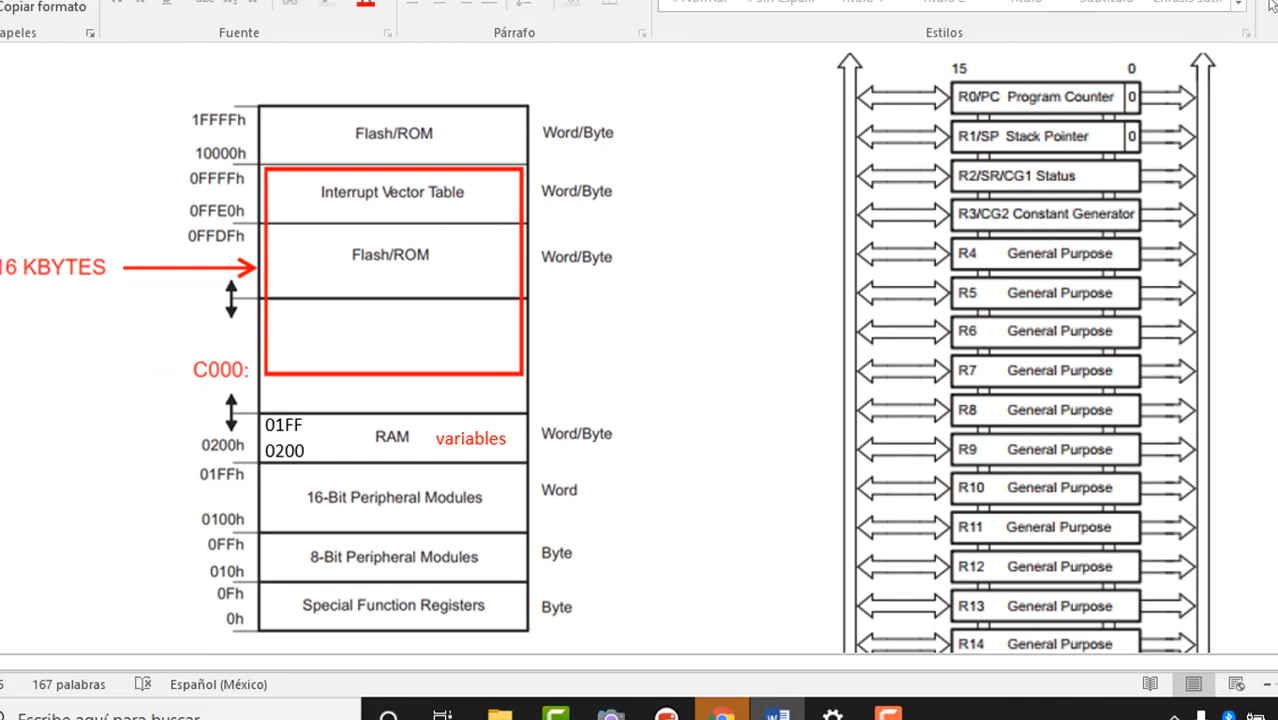 Copiar formato
Fuente
Párrafo
Estilos
1FFFFh
Flash/ROM
Word/Byte
10000h
0FFFFh
Interrupt Vector Table
Word/Byte
0FFE0h
0FFDFh
Flash/ROM
Word/Byte
16 KBYTES
C000:
01FF
RAM
variables
Word/Byte
0200h
0200
01FFh
16-Bit Peripheral Modules
Word
0100h
0FFh
8-Bit Peripheral Modules
Byte
010h
0Fh
Special Function Registers
Byte
0h
15 0
R0/PC Program Counter 0
R1/SP Stack Pointer 0
R2/SR/CG1 Status
R3/CG2 Constant Generator
R4 General Purpose
R5 General Purpose
R6 General Purpose
R7 General Purpose
R8 General Purpose
R9 General Purpose
R10 General Purpose
R11 General Purpose
R12 General Purpose
R13 General Purpose
R14 General Purpose
167 palabras
Español (México)
Escribe aquí para buscar